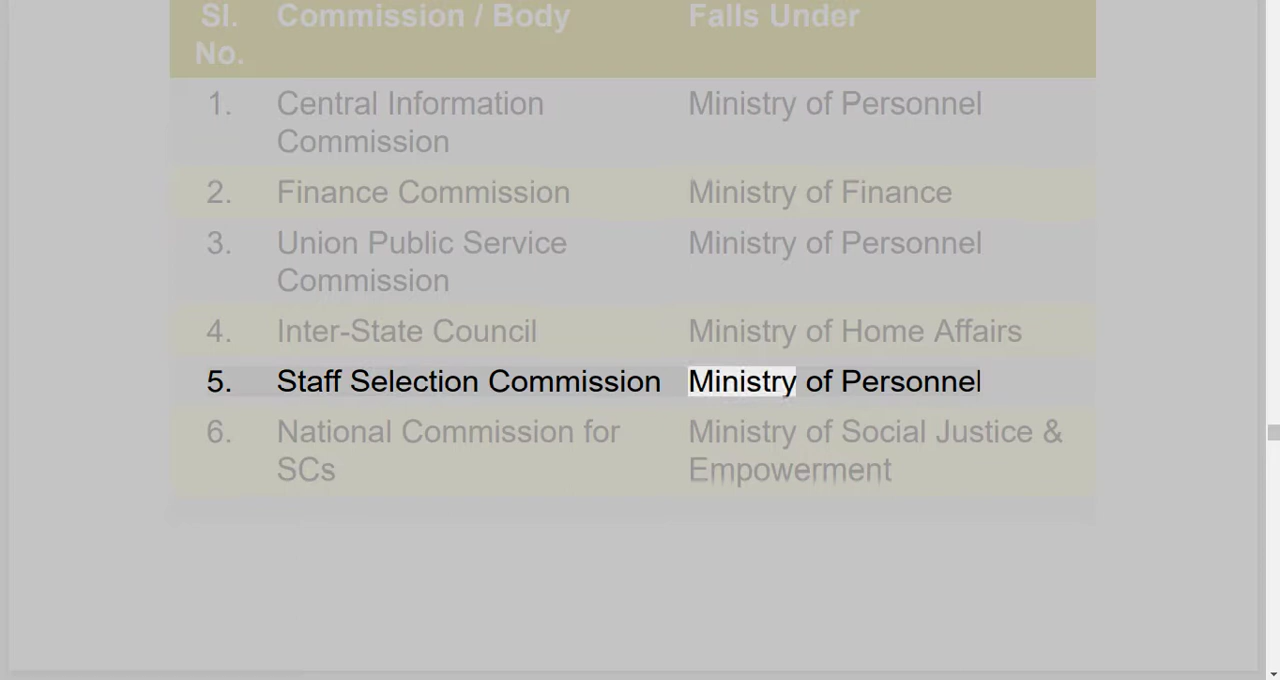 Sl. Commission / Body Falls Under
No.
1. Central Information Ministry of Personnel
Commission
2. Finance Commission Ministry of Finance
3. Union Public Service Ministry of Personnel
Commission
4. Inter-State Council Ministry of Home Affairs
5. Staff Selection Commission Ministry of Personnel
6. National Commission for Ministry of Social Justice &
SCs Empowerment